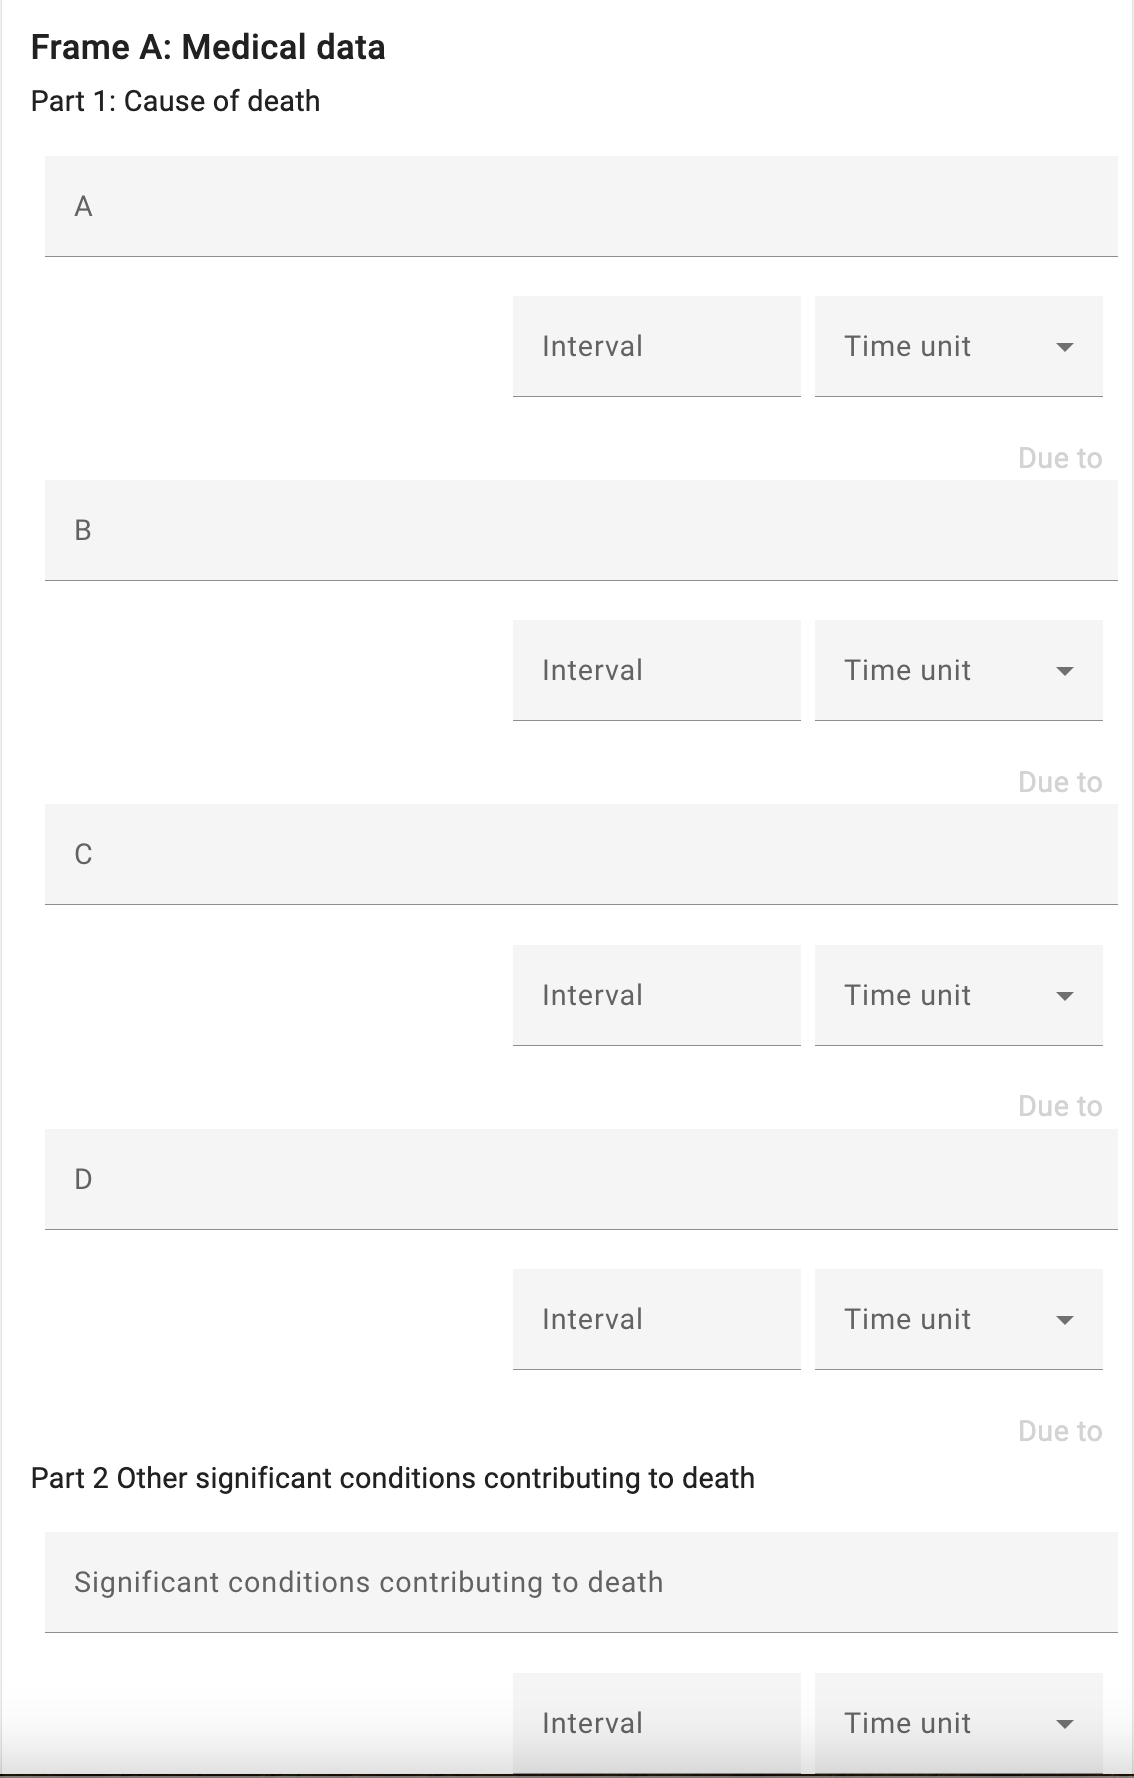 Frame A: Medical data
Part 1: Cause of death
A
Interval Time unit
Due to
B
Interval Time unit
Due to
C
Interval Time unit
Due to
D
Interval Time unit
Due to
Part 2 Other significant conditions contributing to death
Significant conditions contributing to death
Interval Time unit